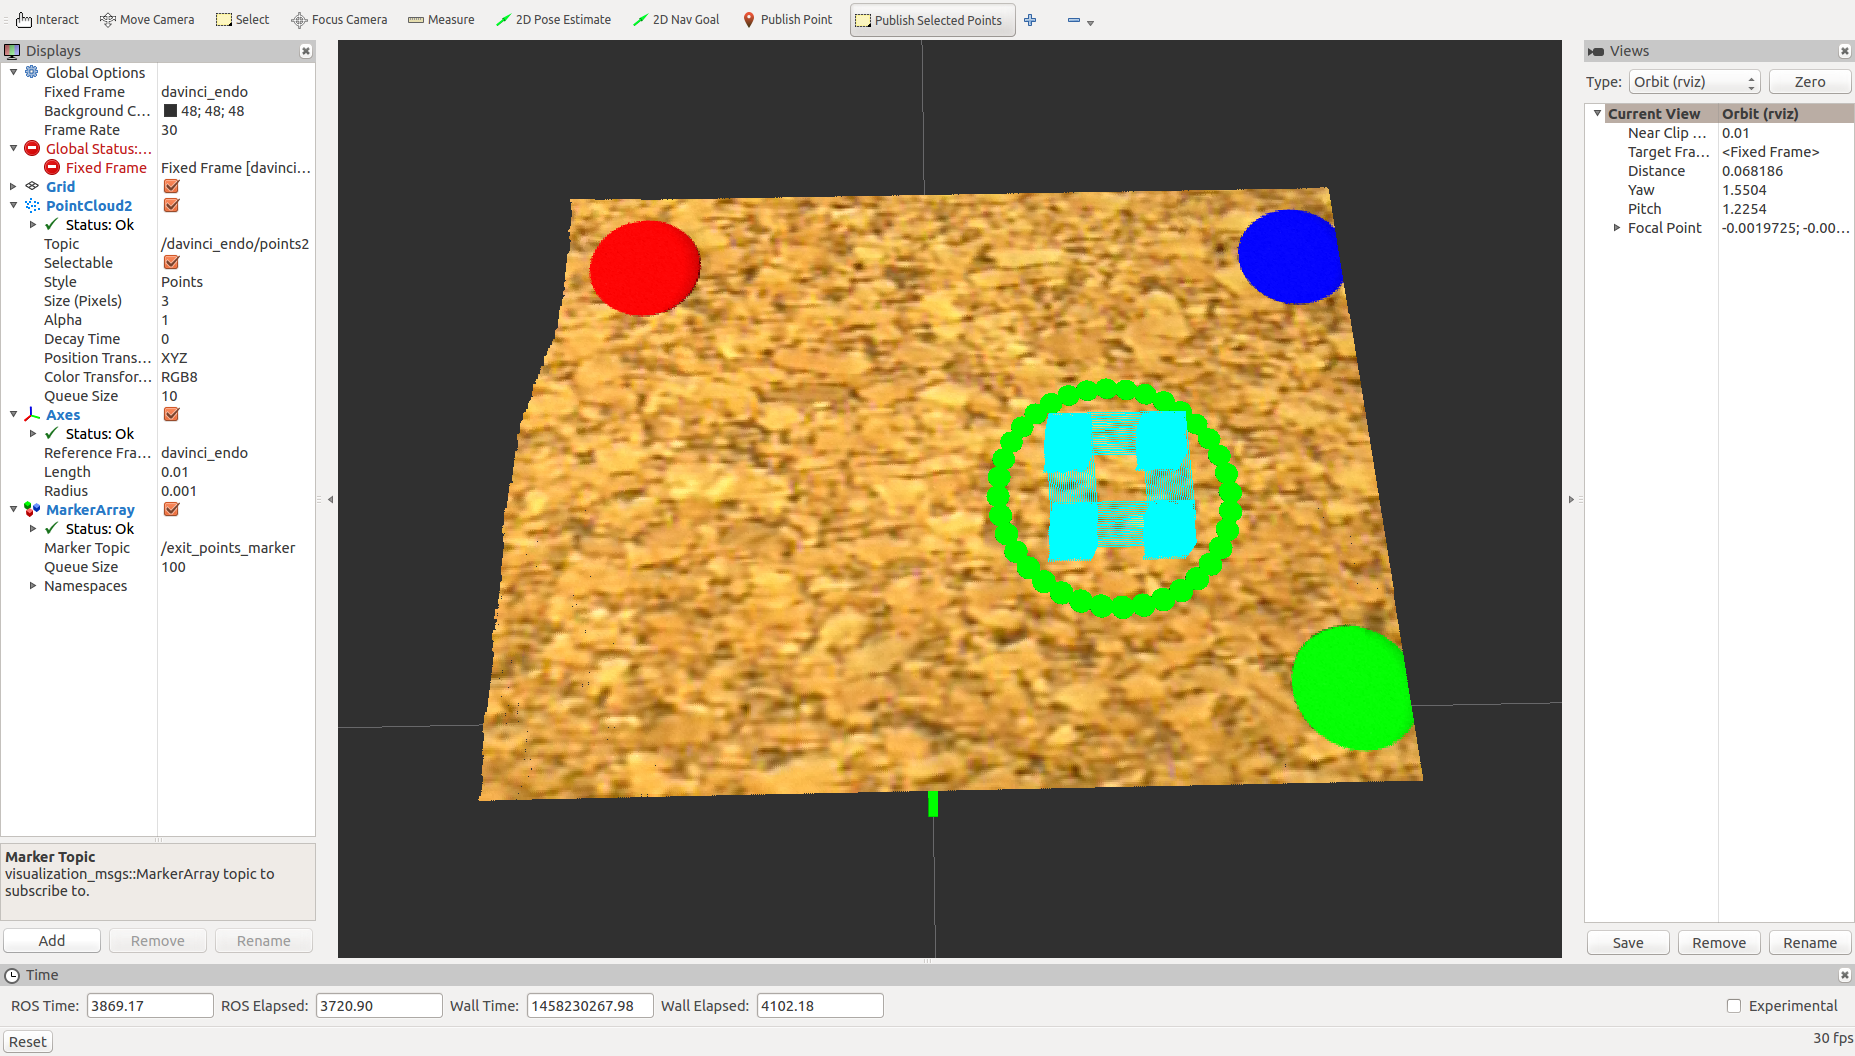 Interact Move Camera Select Focus Camera Measure 2D Pose Estimate 2D Nav Goal Publish Point Publish Selected Points
Displays
Global Options
Fixed Frame davinci_endo
Background C... 48; 48; 48
Frame Rate 30
Global Status:...
Fixed Frame Fixed Frame [davinci...
Grid
PointCloud2
Status: Ok
Topic /davinci_endo/points2
Selectable
Style Points
Size (Pixels) 3
Alpha 1
Decay Time 0
Position Trans... XYZ
Color Transfor... RGB8
Queue Size 10
Axes
Status: Ok
Reference Fra... davinci_endo
Length 0.01
Radius 0.001
MarkerArray
Status: Ok
Marker Topic /exit_points_marker
Queue Size 100
Namespaces
Marker Topic
visualization_msgs::MarkerArray topic to
subscribe to.
Add Remove Rename
Views
Type: Orbit (rviz) Zero
Current View Orbit (rviz)
Near Clip ... 0.01
Target Fra... <Fixed Frame>
Distance 0.068186
Yaw 1.5504
Pitch 1.2254
Focal Point -0.0019725; -0.00...
Save Remove Rename
Time
ROS Time: 3869.17 ROS Elapsed: 3720.90 Wall Time: 1458230267.98 Wall Elapsed: 4102.18 Experimental
Reset 30 fps